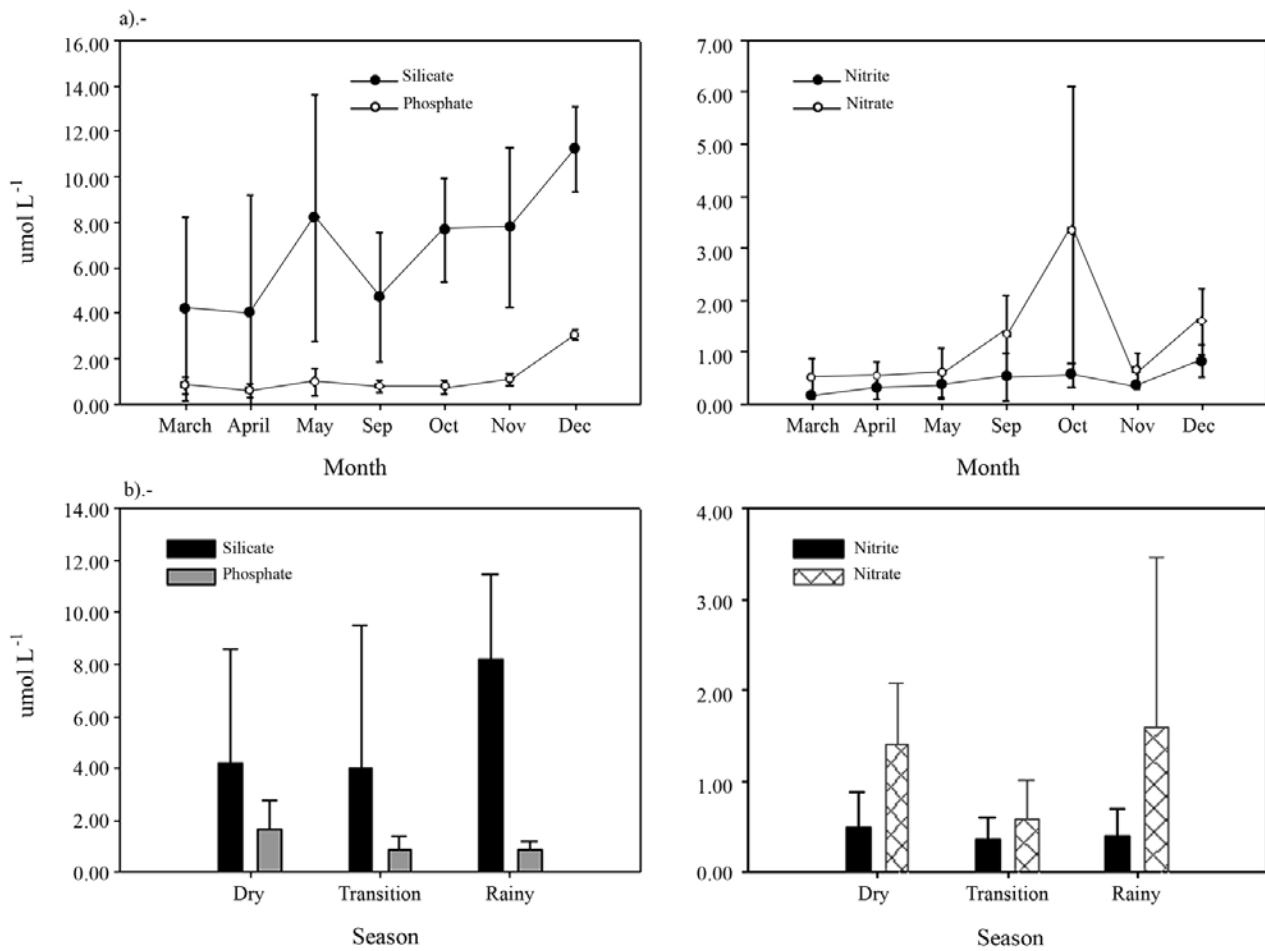 a).-
16.00
14.00
12.00
10.00
8.00
6.00
4.00
2.00
0.00
umol L-1
Silicate
Phosphate
March April May Sep Oct Nov Dec
Month
7.00
6.00
5.00
4.00
3.00
2.00
1.00
0.00
Nitrite
Nitrate
March April May Sep Oct Nov Dec
Month
b).-
14.00
12.00
10.00
8.00
6.00
4.00
2.00
0.00
umol L-1
Silicate
Phosphate
Dry Transition Rainy
Season
4.00
3.00
2.00
1.00
0.00
Nitrite
Nitrate
Dry Transition Rainy
Season